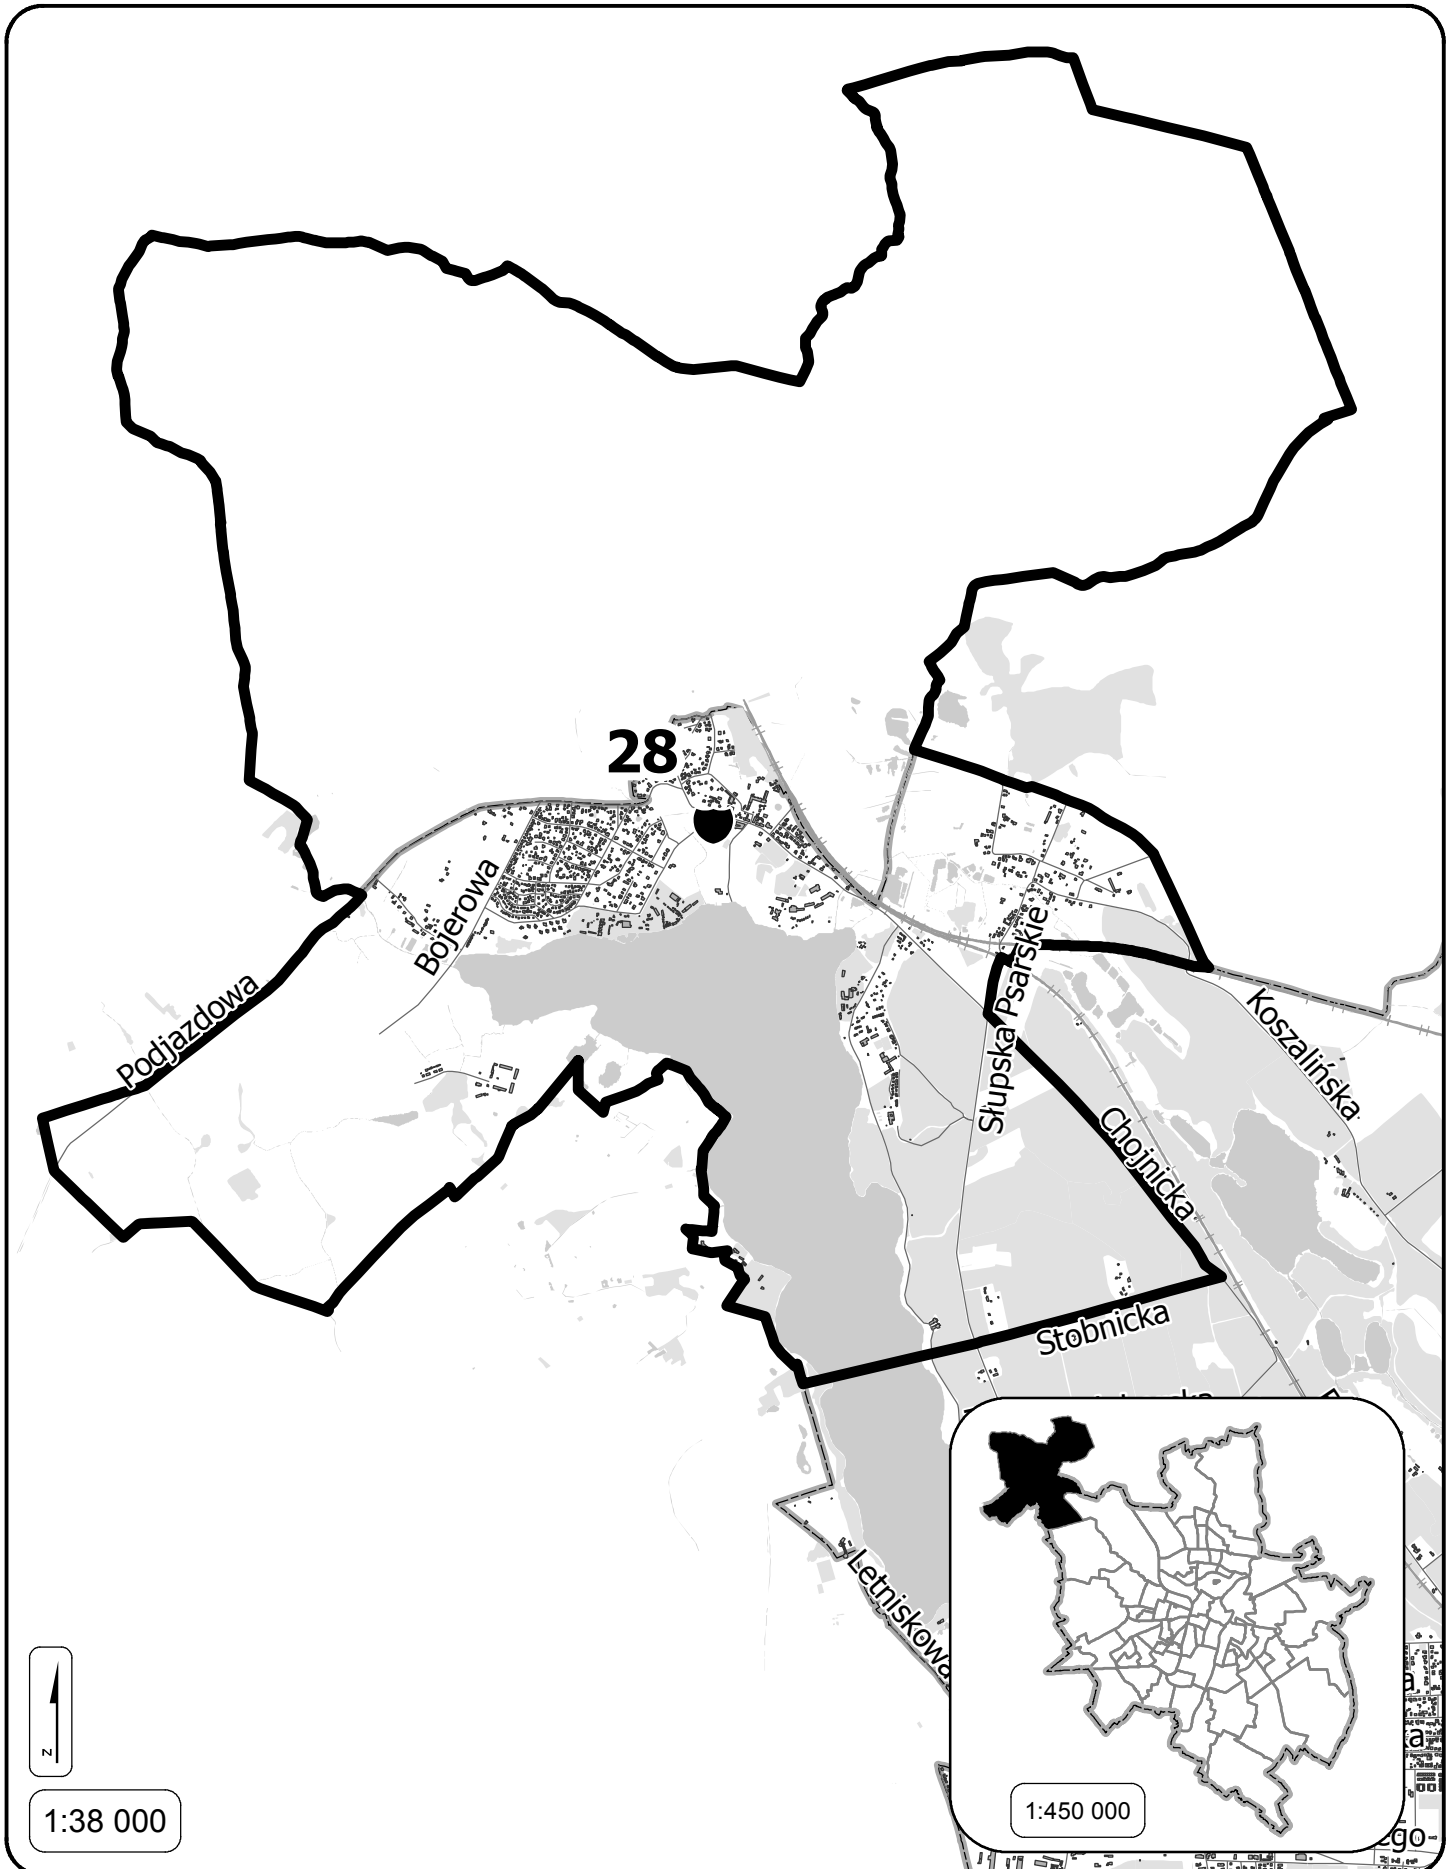 28
Bojerowa
Podjazdowa
Słupska Psarskie
Koszalińska
Chojnicka
Stobnicka
Letniskowa
N
1:38 000
1:450 000